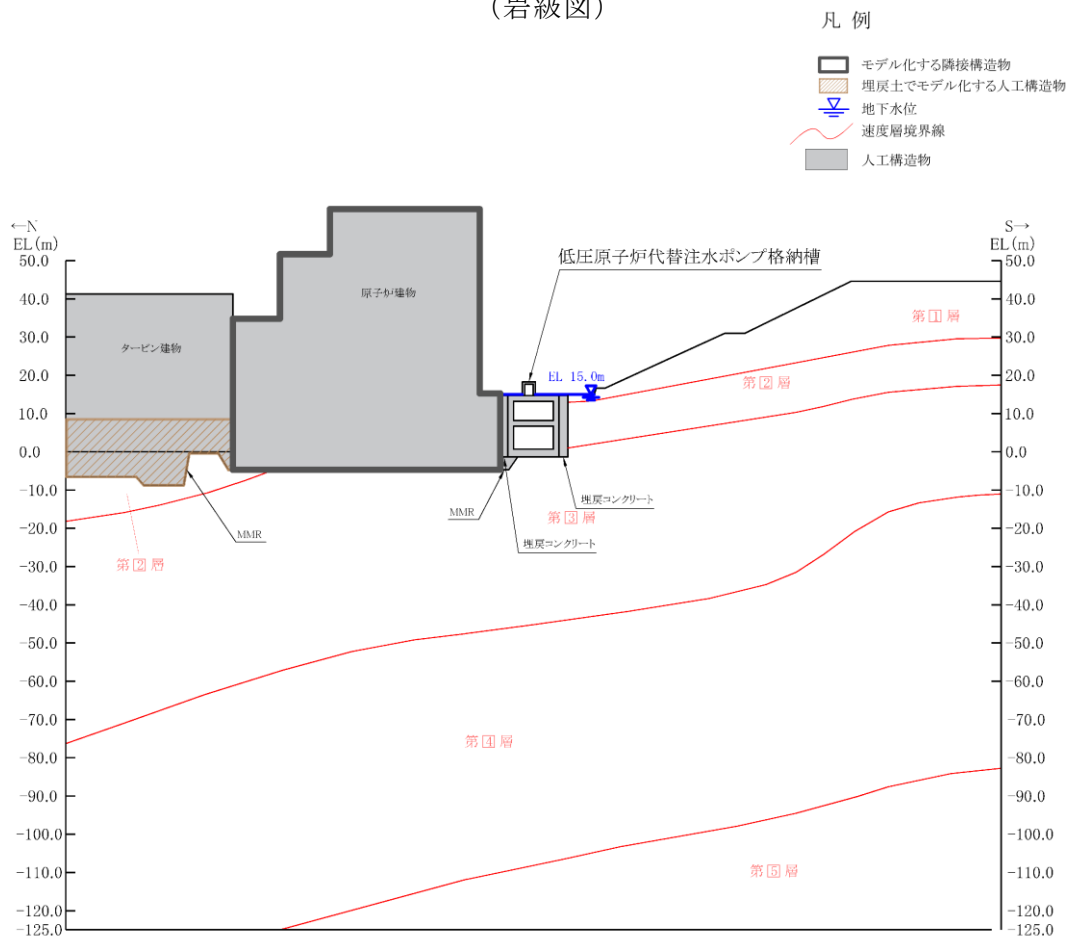 (岩級図)
凡 例
モデル化する隣接構造物
埋戻土でモデル化する人工構造物
地下水位
速度層境界線
人工構造物
←N
EL(m)
S→
EL(m)
50.0
40.0
30.0
20.0
10.0
0.0
-10.0
-20.0
-30.0
-40.0
-50.0
-60.0
-70.0
-80.0
-90.0
-100.0
-110.0
-120.0
-125.0
タービン建物
原子炉建物
低圧原子炉代替注水ポンプ格納槽
EL 15.0m
第1層
第2層
MMR
第2層
MMR
第3層
埋戻コンクリート
埋戻コンクリート
第4層
第5層
50.0
40.0
30.0
20.0
10.0
0.0
-10.0
-20.0
-30.0
-40.0
-50.0
-60.0
-70.0
-80.0
-90.0
-100.0
-110.0
-120.0
-125.0